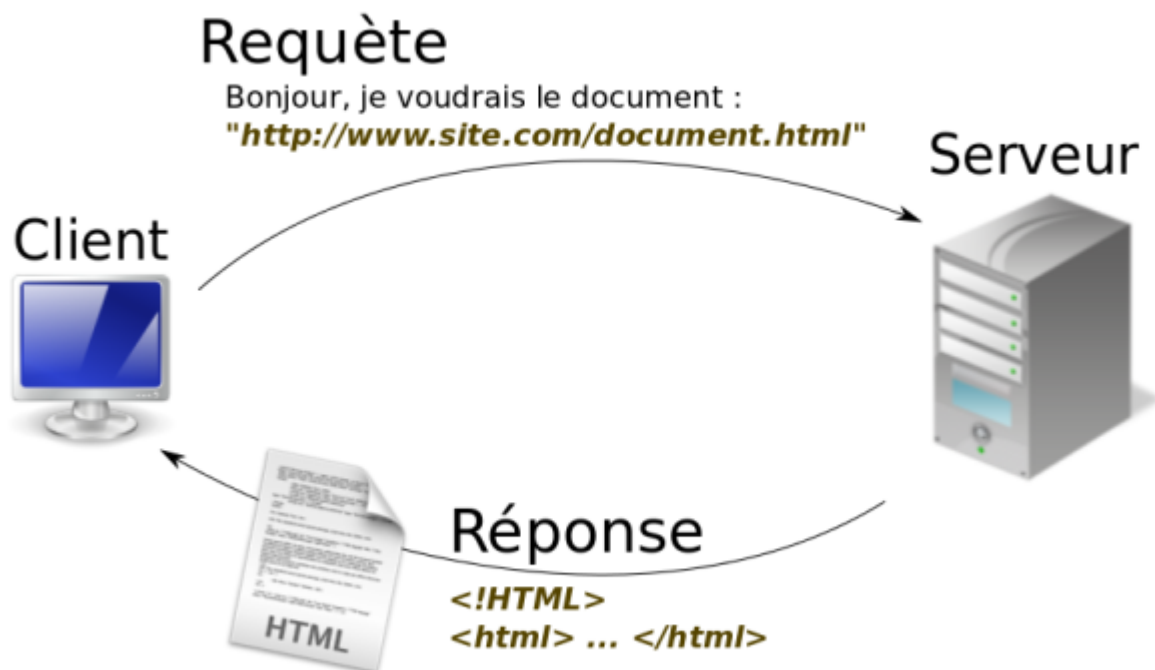 Requète
Bonjour, je voudrais le document :
"http://www.site.com/document.html"
Serveur
Client
Réponse
<!HTML>
<html> ... </html>
HTML